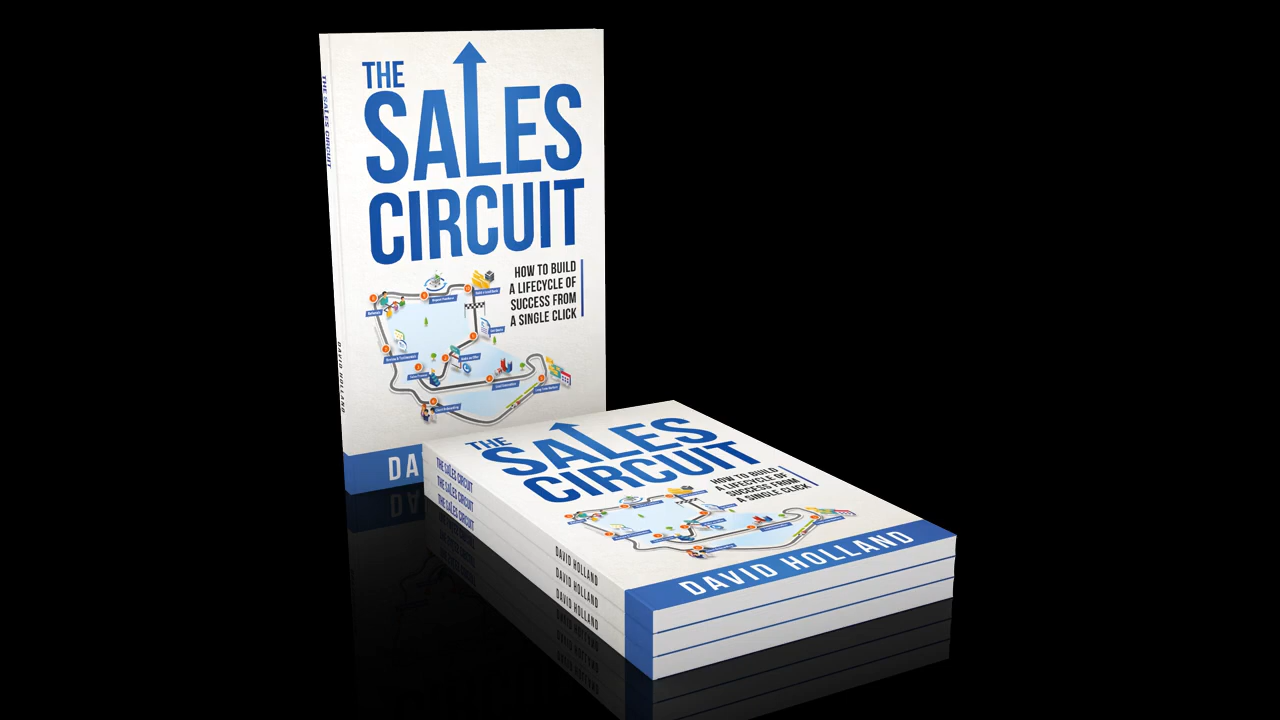 THE
SALES
CIRCUIT
HOW TO BUILD
A LIFECYCLE OF
SUCCESS FROM
A SINGLE CLICK
THE SALES CIRCUIT
DAVID HOLLAND
DA
THE
SALES
CIRCUIT
HOW TO BUILD
A LIFECYCLE OF
SUCCESS FROM
A SINGLE CLICK
DAVID HOLLAND
THE SALES CIRCUIT
THE SALES CIRCUIT
THE SALES CIRCUIT
DAVID HOLLAND
DAVID HOLLAND
DAVID HOLLAND